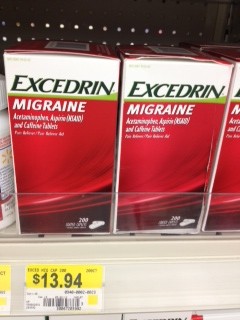 EXCEDRIN
MIGRAINE
Acetaminophen, Aspirin (NSAID)
and Caffeine Tablets
Pain Reliever/Pain Reliever Aid
200
EXCEDRIN
MIGRAINE
Acetaminophen, Aspirin (NSAID)
and Caffeine Tablets
Pain Reliever/Pain Reliever Aid
200
$13.94